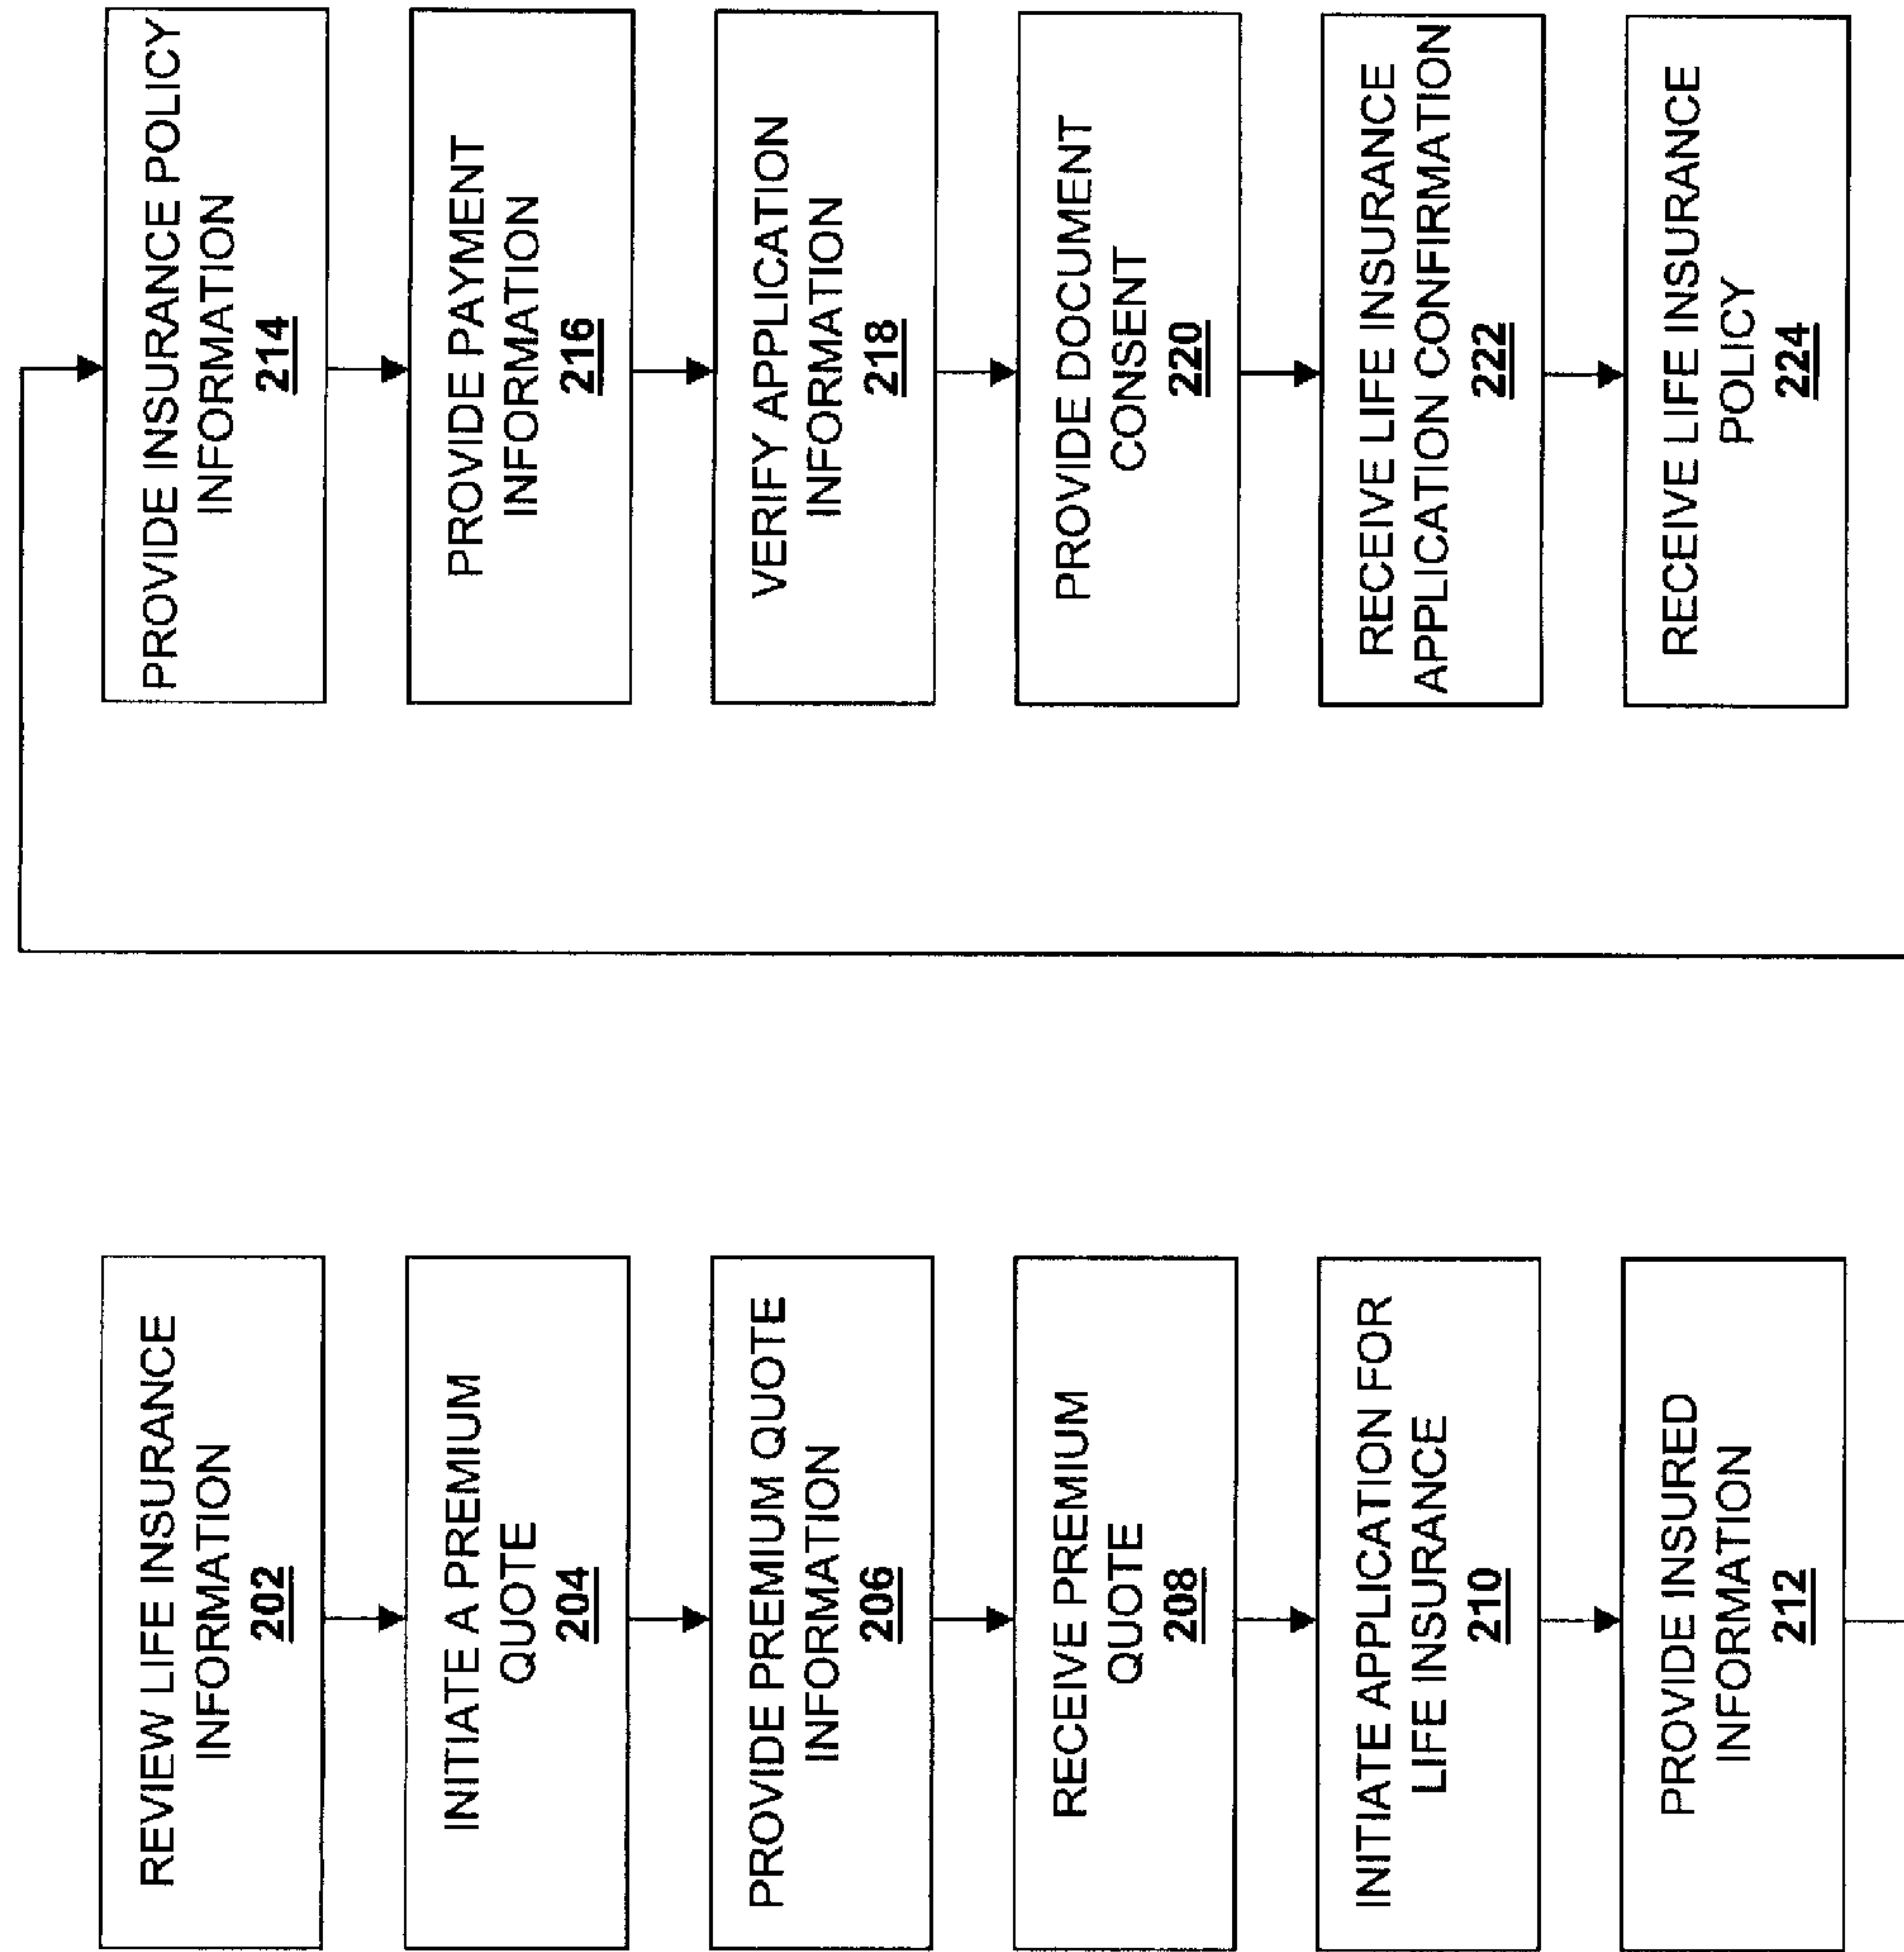 REVIEW LIFE INSURANCE
INFORMATION
202
INITIATE A PREMIUM
QUOTE
204
PROVIDE PREMIUM QUOTE
INFORMATION
206
RECEIVE PREMIUM
QUOTE
208
INITIATE APPLICATION FOR
LIFE INSURANCE
210
PROVIDE INSURED
INFORMATION
212
PROVIDE INSURANCE POLICY
INFORMATION
214
PROVIDE PAYMENT
INFORMATION
216
VERIFY APPLICATION
INFORMATION
218
PROVIDE DOCUMENT
CONSENT
220
RECEIVE LIFE INSURANCE
APPLICATION CONFIRMATION
222
RECEIVE LIFE INSURANCE
POLICY
224